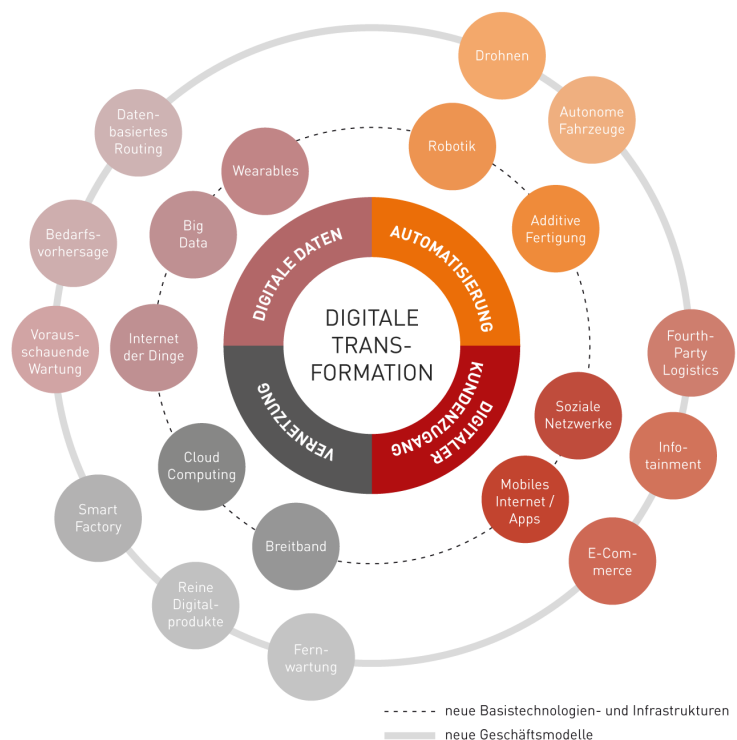 Drohnen
Autonome
Fahrzeuge
Daten-
basiertes
Routing
Robotik
Wearables
Additive
Fertigung
Big
Data
Bedarfs-
vorhersage
DIGITALE DATEN
AUTOMATISIERUNG
DIGITALE
TRANS-
FORMATION
Internet
der Dinge
Voraus-
schauende
Wartung
Fourth-
Party
Logistics
VERNETZUNG
DIGITALER
KUNDENZUGANG
Soziale
Netzwerke
Info-
tainment
Cloud
Computing
Mobiles
Internet /
Apps
Smart
Factory
Breitband
E-Com-
merce
Reine
Digital-
produkte
Fern-
wartung
neue Basistechnologien- und Infrastrukturen
neue Geschäftsmodelle